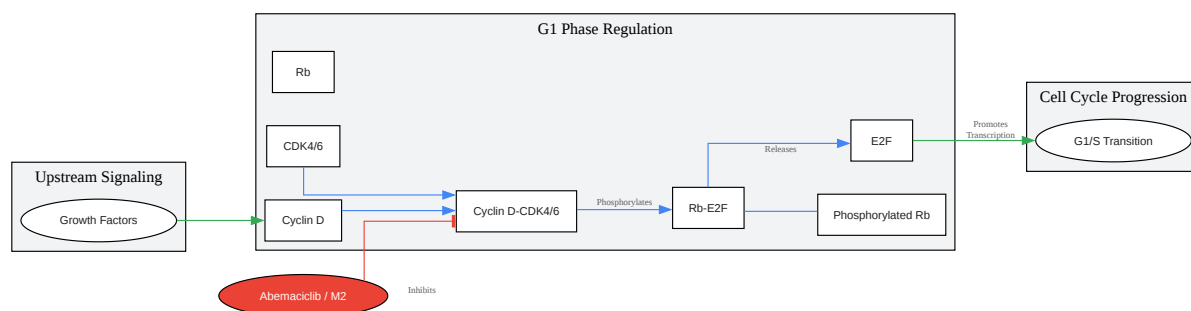 G1 Phase Regulation
Rb
Cell Cycle Progression
E2F
Promotes
Transcription
G1/S Transition
CDK4/6
Releases
Upstream Signaling
Growth Factors
Cyclin D
Cyclin D-CDK4/6
Phosphorylates
Rb-E2F
Phosphorylated Rb
Abemaciclib / M2
Inhibits